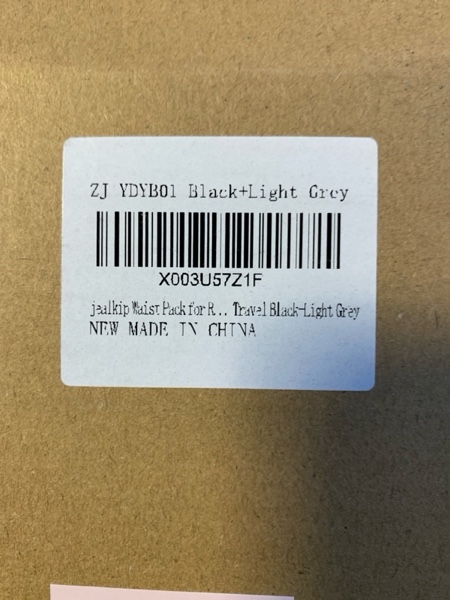 ZJ YDYB01 Black+Light Grey
X003U57Z1F
jealkip Waist Pack for R... Travel Black-Light Grey
NEW MADE IN CHINA